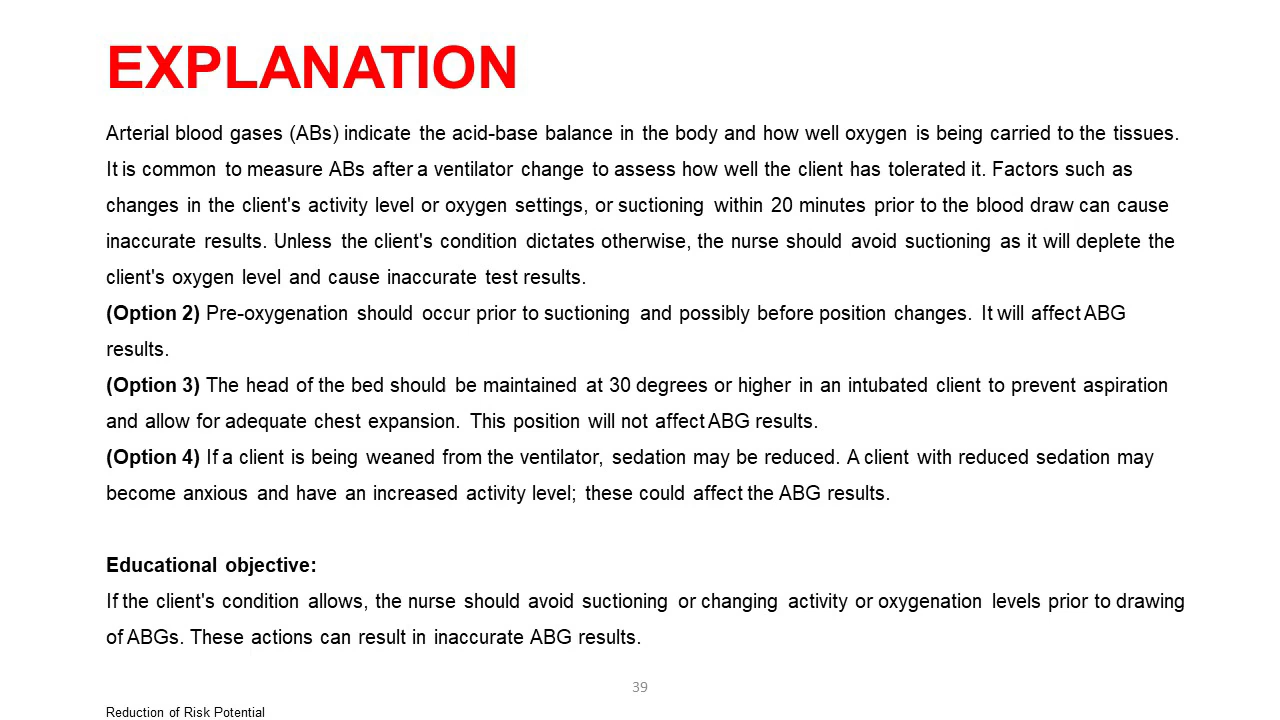 EXPLANATION
Arterial blood gases (ABs) indicate the acid-base balance in the body and how well oxygen is being carried to the tissues.
It is common to measure ABs after a ventilator change to assess how well the client has tolerated it. Factors such as
changes in the client's activity level or oxygen settings, or suctioning within 20 minutes prior to the blood draw can cause
inaccurate results. Unless the client's condition dictates otherwise, the nurse should avoid suctioning as it will deplete the
client's oxygen level and cause inaccurate test results.
(Option 2) Pre-oxygenation should occur prior to suctioning and possibly before position changes. It will affect ABG
results.
(Option 3) The head of the bed should be maintained at 30 degrees or higher in an intubated client to prevent aspiration
and allow for adequate chest expansion. This position will not affect ABG results.
(Option 4) If a client is being weaned from the ventilator, sedation may be reduced. A client with reduced sedation may
become anxious and have an increased activity level; these could affect the ABG results.
Educational objective:
If the client's condition allows, the nurse should avoid suctioning or changing activity or oxygenation levels prior to drawing
of ABGs. These actions can result in inaccurate ABG results.
39
Reduction of Risk Potential